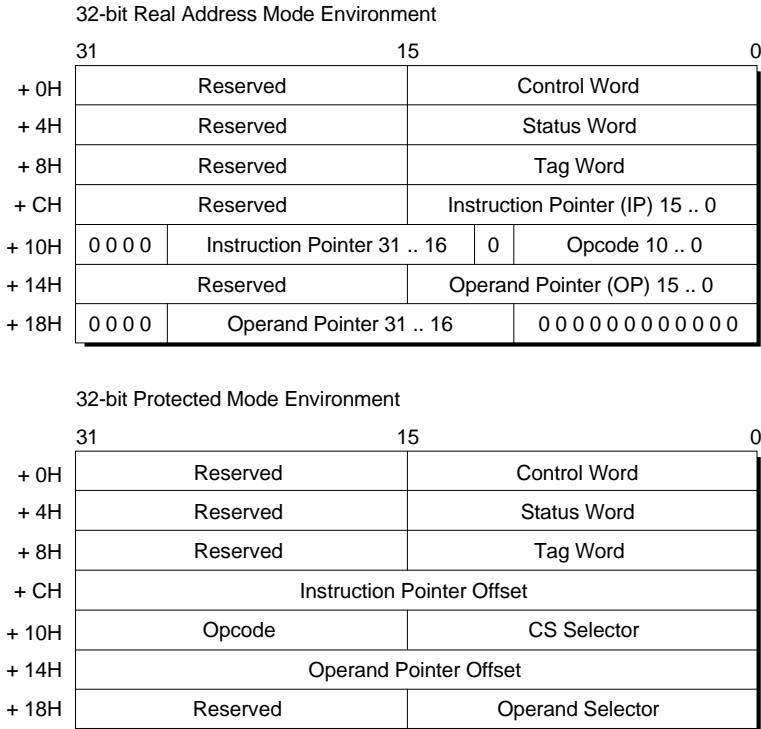 32-bit Real Address Mode Environment
31 15 0
+ 0H Reserved Control Word
+ 4H Reserved Status Word
+ 8H Reserved Tag Word
+ CH Reserved Instruction Pointer (IP) 15 .. 0
+ 10H 0 0 0 0 Instruction Pointer 31 .. 16 0 Opcode 10 .. 0
+ 14H Reserved Operand Pointer (OP) 15 .. 0
+ 18H 0 0 0 0 Operand Pointer 31 .. 16 0 0 0 0 0 0 0 0 0 0 0 0
32-bit Protected Mode Environment
31 15 0
+ 0H Reserved Control Word
+ 4H Reserved Status Word
+ 8H Reserved Tag Word
+ CH Instruction Pointer Offset
+ 10H Opcode CS Selector
+ 14H Operand Pointer Offset
+ 18H Reserved Operand Selector